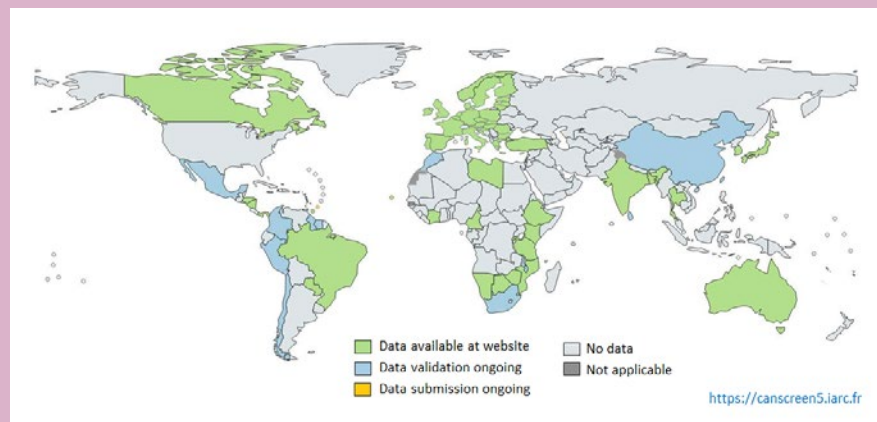 Data available at website
Data validation ongoing
Data submission ongoing
No data
Not applicable
https://canscreen5.iarc.fr